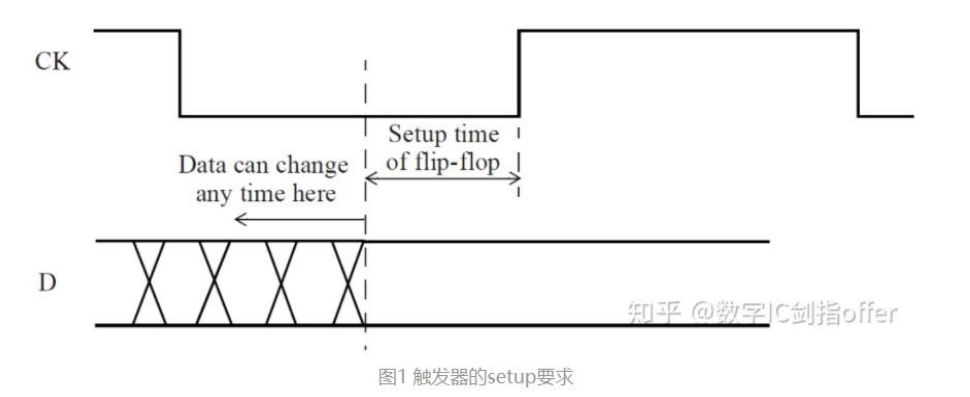 CK
Setup time
of flip-flop
Data can change
any time here
D
知乎 @数字IC剑指offer
图1 触发器的setup要求